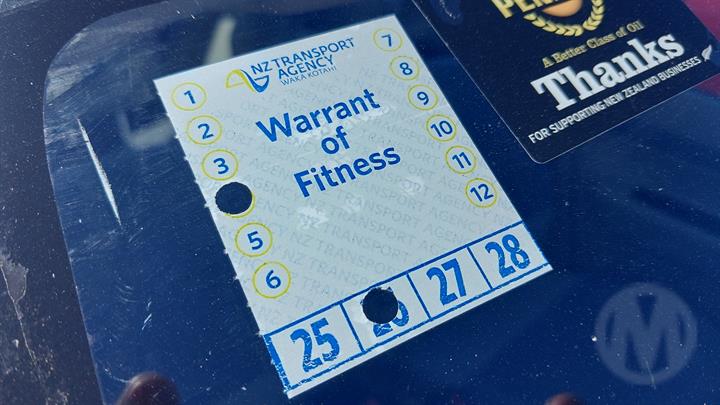 NZ TRANSPORT
AGENCY
WAKA KOTAHI
Warrant
of
Fitness
1
2
3
5
6
7
8
9
10
11
12
25 27 28
A Better Class of Oil
Thanks
FOR SUPPORTING NEW ZEALAND BUSINESSES
M